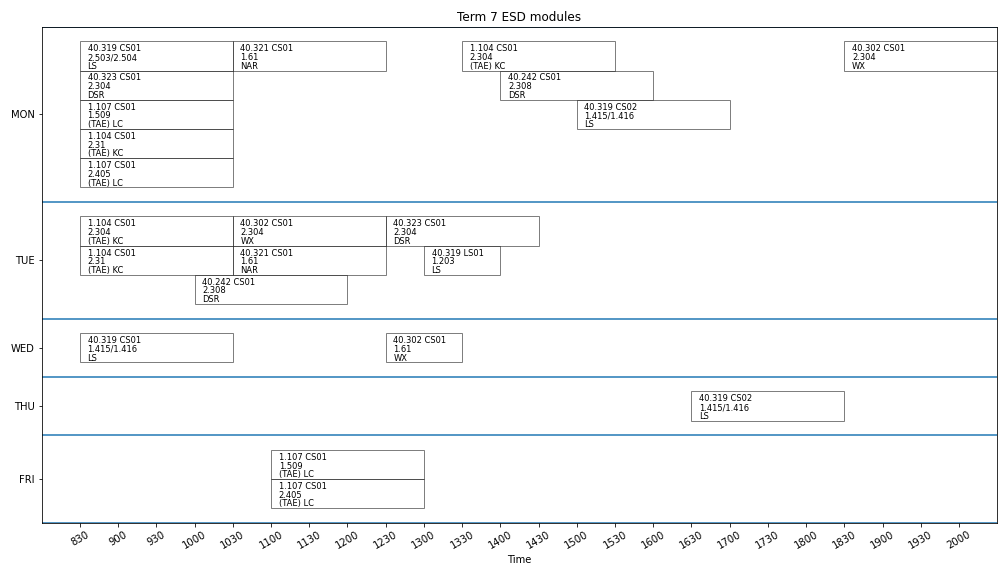 Term 7 ESD modules
MON
40.319 CS01
2.503/2.504
LS
40.321 CS01
1.61
NAR
1.104 CS01
2.304
(TAE) KC
40.302 CS01
2.304
WX
40.323 CS01
2.304
DSR
40.242 CS01
2.308
DSR
1.107 CS01
1.509
(TAE) LC
40.319 CS02
1.415/1.416
LS
1.104 CS01
2.31
(TAE) KC
1.107 CS01
2.405
(TAE) LC
TUE
1.104 CS01
2.304
(TAE) KC
40.302 CS01
2.304
WX
40.323 CS01
2.304
DSR
1.104 CS01
2.31
(TAE) KC
40.321 CS01
1.61
NAR
40.319 LS01
1.203
LS
40.242 CS01
2.308
DSR
WED
40.319 CS01
1.415/1.416
LS
40.302 CS01
1.61
WX
THU
40.319 CS02
1.415/1.416
LS
FRI
1.107 CS01
1.509
(TAE) LC
1.107 CS01
2.405
(TAE) LC
830 900 930 1000 1030 1100 1130 1200 1230 1300 1330 1400 1430 1500 1530 1600 1630 1700 1730 1800 1830 1900 1930 2000
Time